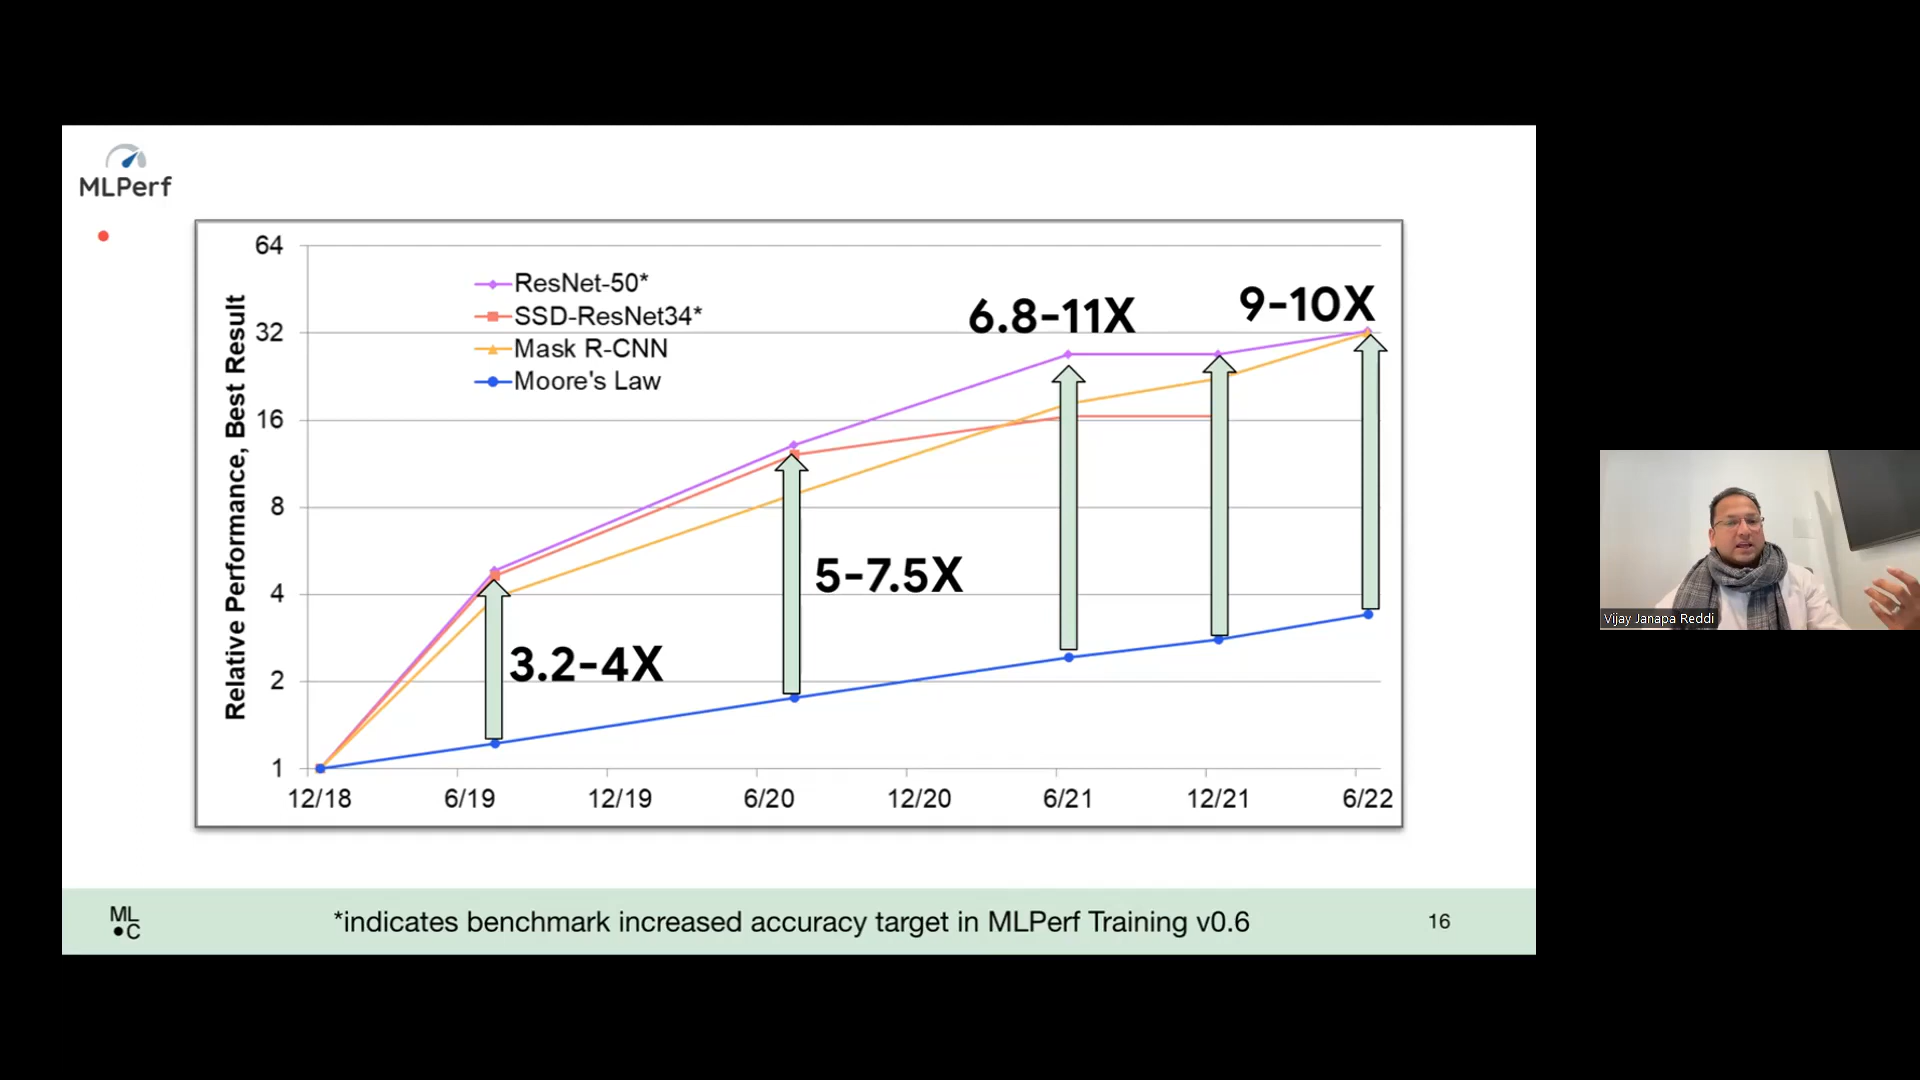 MLPerf
Relative Performance, Best Result
64
32
16
8
4
2
1
ResNet-50*
SSD-ResNet34*
Mask R-CNN
Moore's Law
3.2-4X
5-7.5X
6.8-11X
9-10X
12/18 6/19 12/19 6/20 12/20 6/21 12/21 6/22
ML
C
*indicates benchmark increased accuracy target in MLPerf Training v0.6
16
Vijay Janapa Reddi